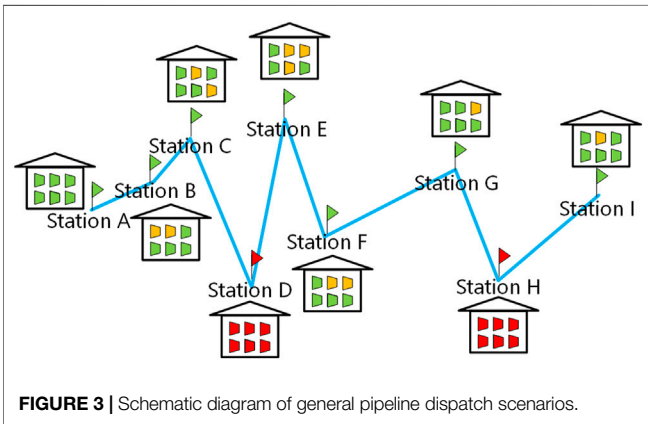 Station E
Station C
Station B
Station G
Station A
Station I
Station F
Station D
Station H
FIGURE 3 | Schematic diagram of general pipeline dispatch scenarios.